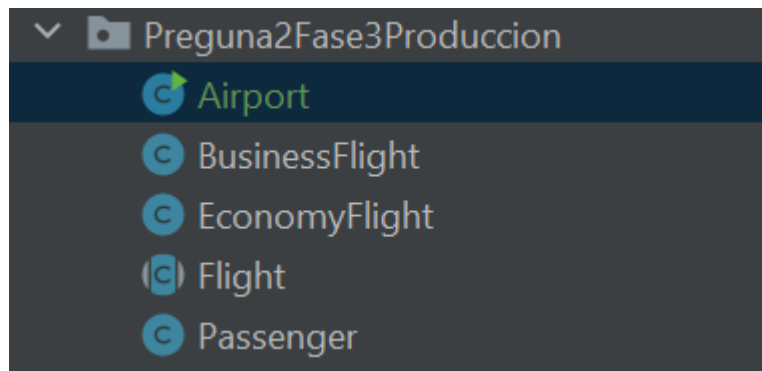 Preguna2Fase3Produccion
C Airport
C BusinessFlight
C EconomyFlight
C Flight
C Passenger